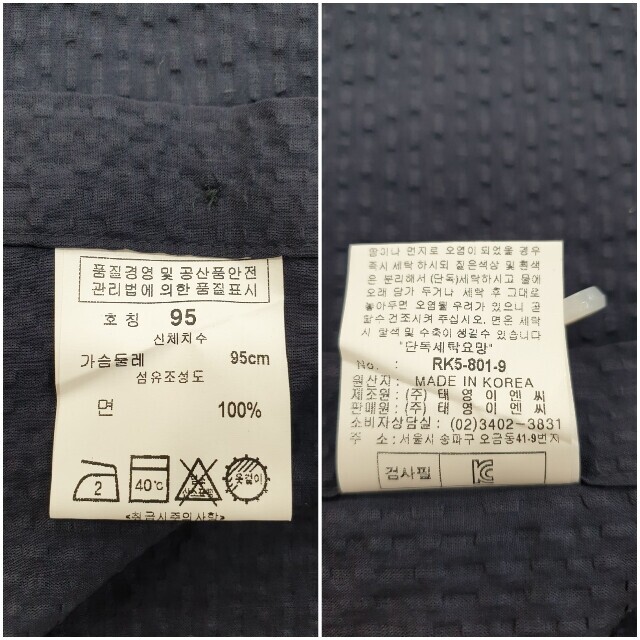 품질경영 및 공산품안전
관리법에 의한 품질표시
호 칭 95
신체치수
가슴둘레 95cm
섬유조성도
면 100%
2
40℃
옷걸이
<취급시주의사항>
땀이나 먼지로 오염이 되었을 경우
즉시 세탁 하시되 짙은색상 및 흰색
은 분리해서 (단독)세탁하시고 물에
오래 담가 두거나 세탁 후 그대로
놓아두면 오염될 우려가 있으니 곧
탈수건조시켜 주십시오. 면온 세탁
시 탈색 및 수축이 생길수 있습니다
"단독세탁요망"
No. : RK5-801-9
원산지: MADE IN KOREA
제조원: (주) 태영이엔씨
판매원: (주) 태영이엔씨
소비자상담실: (02)3402-3831
주 소: 서울시 송파구 오금동41-9번지
검사필